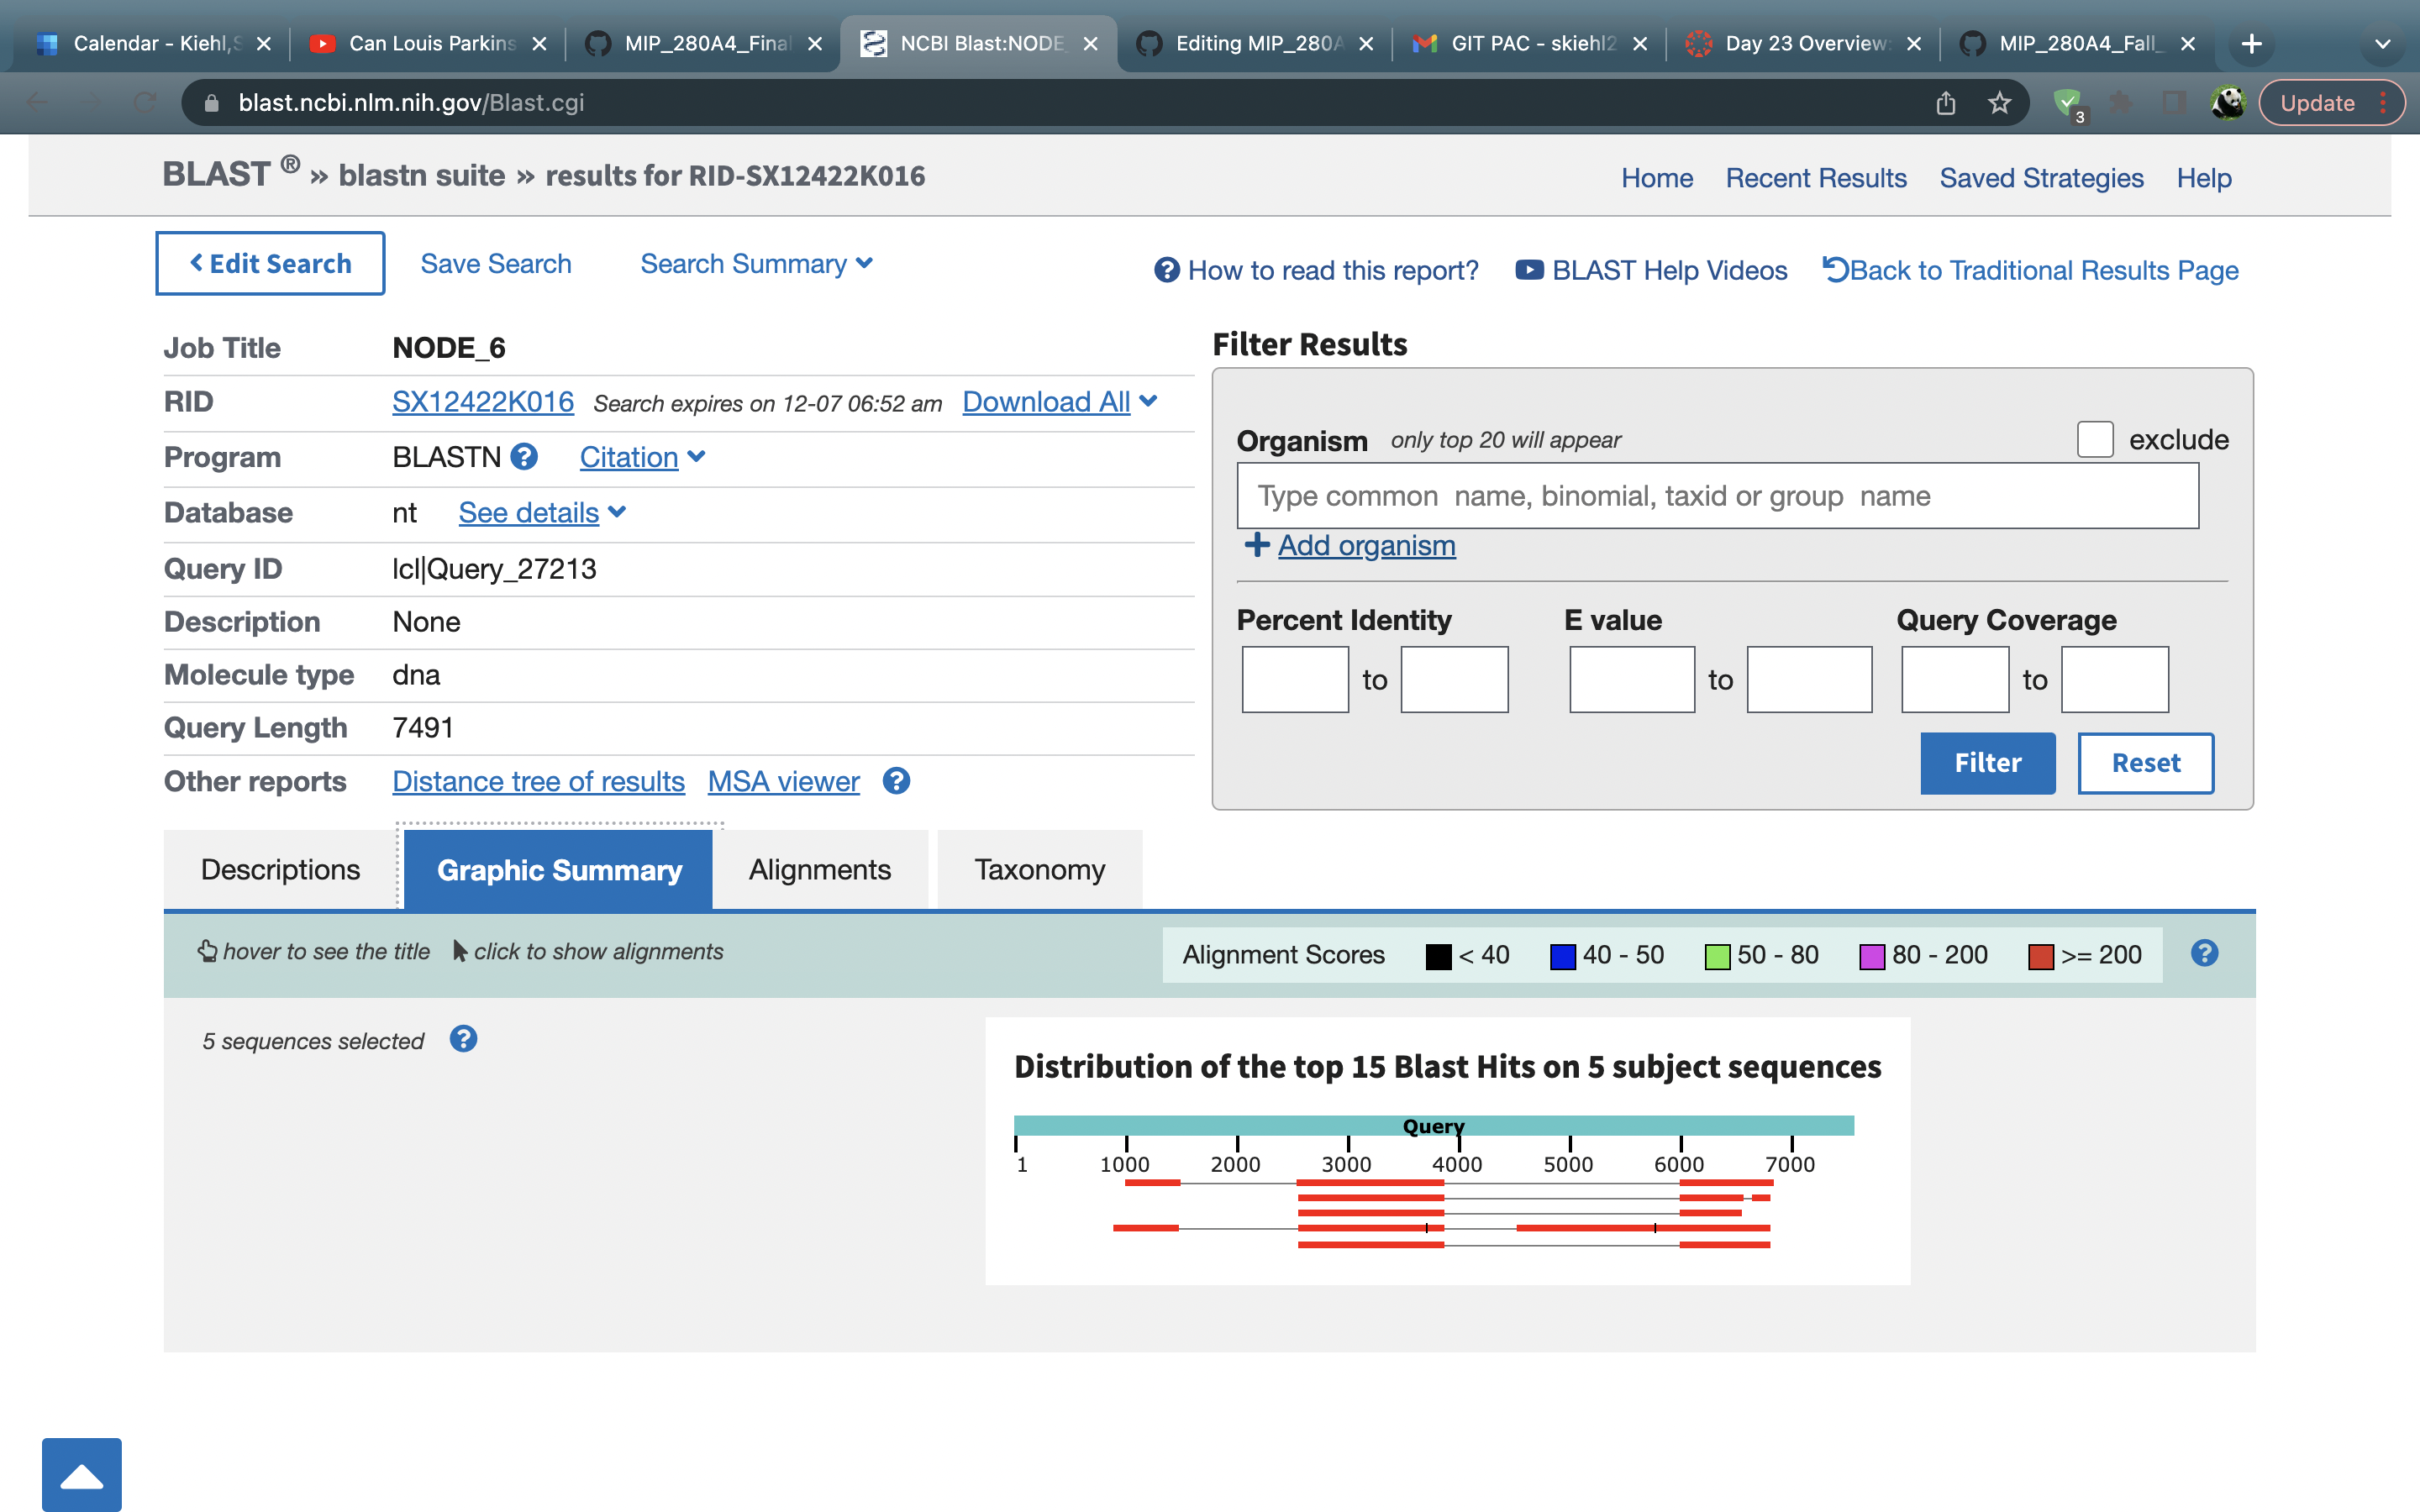 Calendar - Kiehl,S
Can Louis Parkins
MIP_280A4_Final
NCBI Blast:NODE_
Editing MIP_280A
GIT PAC - skiehl2
Day 23 Overview:
MIP_280A4_Fall_
blast.ncbi.nlm.nih.gov/Blast.cgi
3
Update
BLAST ® » blastn suite » results for RID-SX12422K016
Home Recent Results Saved Strategies Help
Edit Search Save Search Search Summary
How to read this report? BLAST Help Videos Back to Traditional Results Page
Job Title NODE_6
RID SX12422K016 Search expires on 12-07 06:52 am Download All
Program BLASTN ? Citation
Database nt See details
Query ID lcl|Query_27213
Description None
Molecule type dna
Query Length 7491
Other reports Distance tree of results MSA viewer ?
Filter Results
Organism only top 20 will appear exclude
Type common name, binomial, taxid or group name
+ Add organism
Percent Identity E value Query Coverage
to to to
Filter Reset
Descriptions Graphic Summary Alignments Taxonomy
hover to see the title click to show alignments
Alignment Scores < 40 40 - 50 50 - 80 80 - 200 >= 200 ?
5 sequences selected ?
Distribution of the top 15 Blast Hits on 5 subject sequences
Query
1 1000 2000 3000 4000 5000 6000 7000